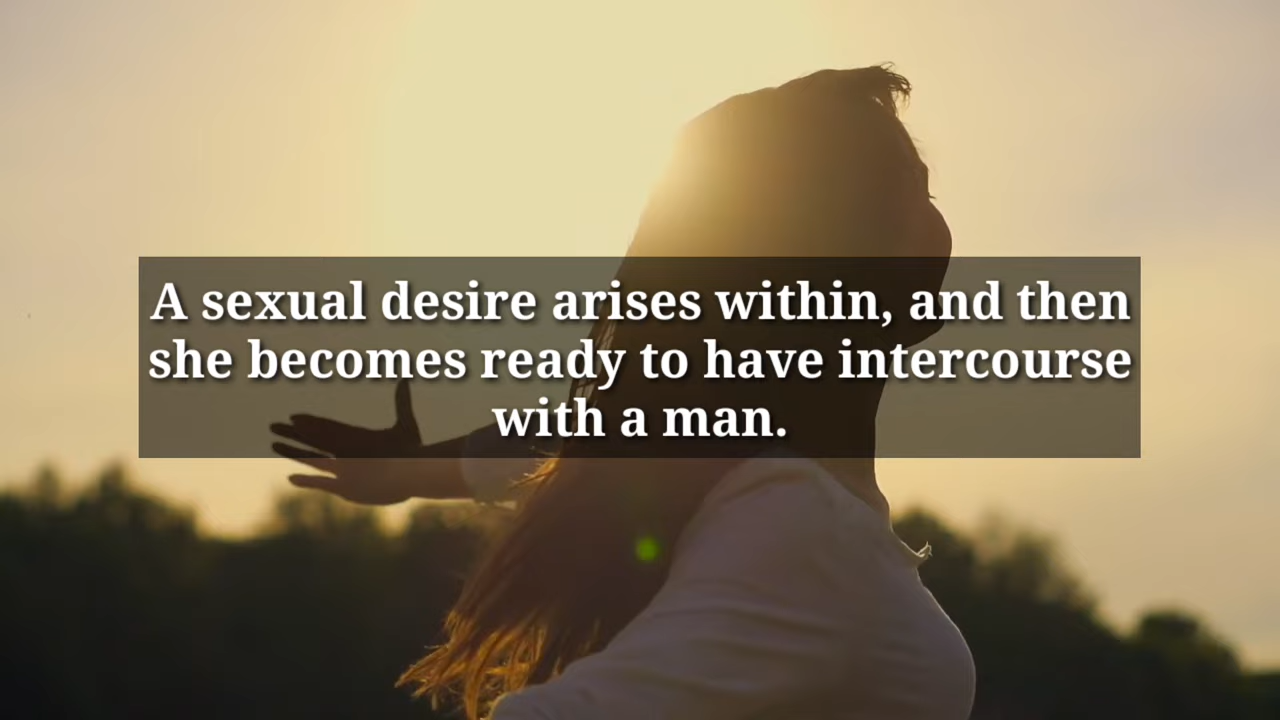 A sexual desire arises within, and then
she becomes ready to have intercourse
with a man.